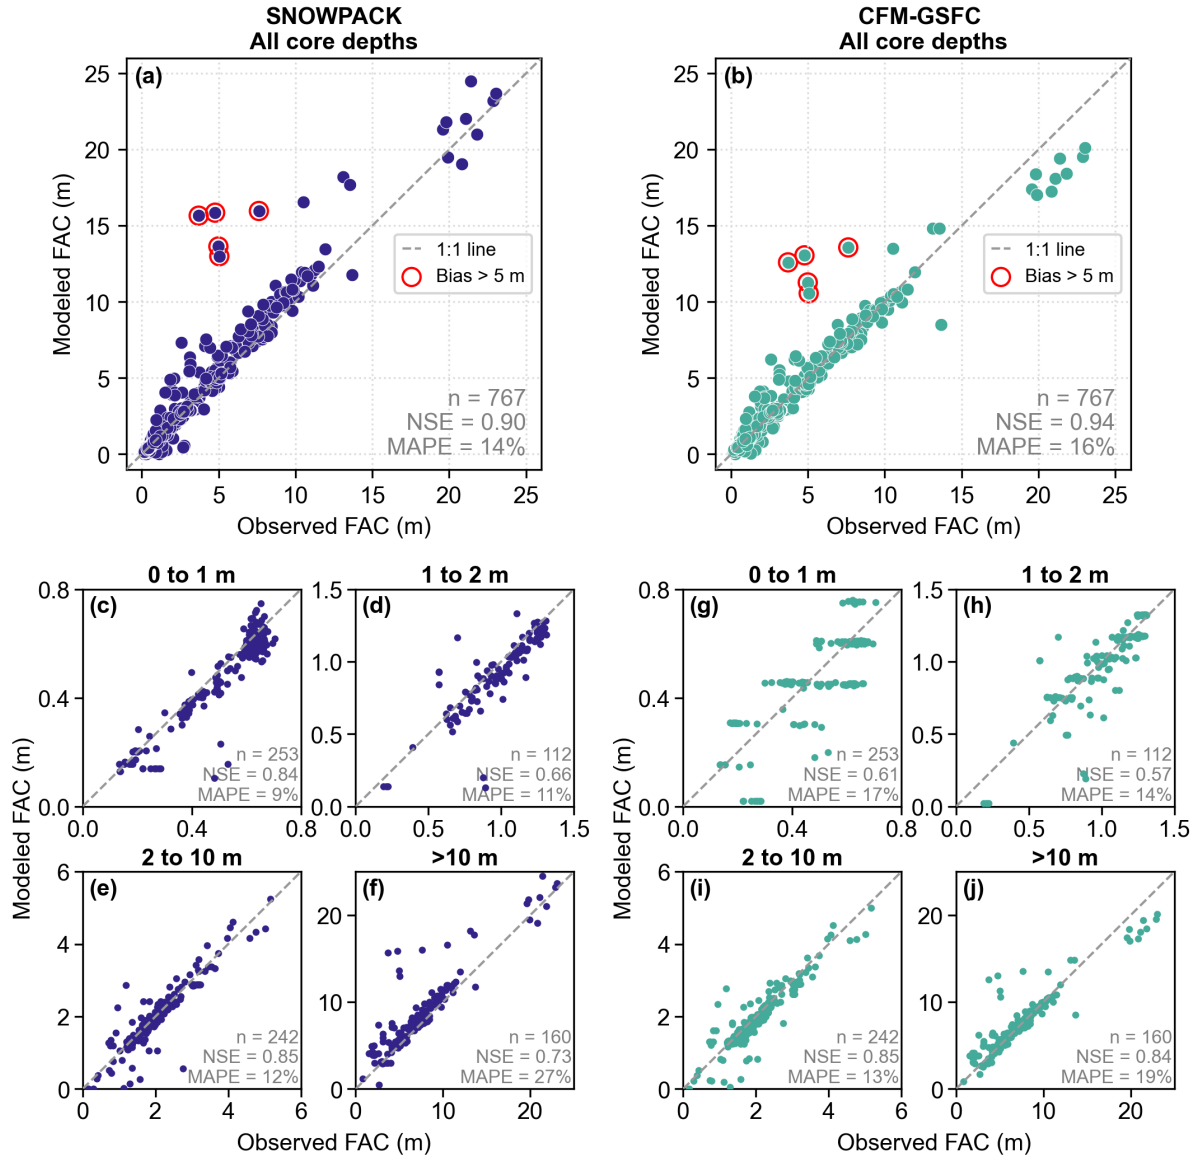 SNOWPACK
All core depths
(a)
25
20
15
10
5
0
Modeled FAC (m)
1:1 line
Bias > 5 m
n = 767
NSE = 0.90
MAPE = 14%
0 5 10 15 20 25
Observed FAC (m)
CFM-GSFC
All core depths
(b)
25
20
15
10
5
0
Modeled FAC (m)
1:1 line
Bias > 5 m
n = 767
NSE = 0.94
MAPE = 16%
0 5 10 15 20 25
Observed FAC (m)
Modeled FAC (m)
0 to 1 m
(c)
0.8
0.4
0.0
n = 253
NSE = 0.84
MAPE = 9%
0.0 0.4 0.8
1 to 2 m
(d)
1.5
1.0
0.5
0.0
n = 112
NSE = 0.66
MAPE = 11%
0.0 0.5 1.0 1.5
2 to 10 m
(e)
6
4
2
0
n = 242
NSE = 0.85
MAPE = 12%
0 2 4 6
>10 m
(f)
20
10
0
n = 160
NSE = 0.73
MAPE = 27%
0 10 20
Observed FAC (m)
Modeled FAC (m)
0 to 1 m
(g)
0.8
0.4
0.0
n = 253
NSE = 0.61
MAPE = 17%
0.0 0.4 0.8
1 to 2 m
(h)
1.5
1.0
0.5
0.0
n = 112
NSE = 0.57
MAPE = 14%
0.0 0.5 1.0 1.5
2 to 10 m
(i)
6
4
2
0
n = 242
NSE = 0.85
MAPE = 13%
0 2 4 6
>10 m
(j)
20
10
0
n = 160
NSE = 0.84
MAPE = 19%
0 10 20
Observed FAC (m)